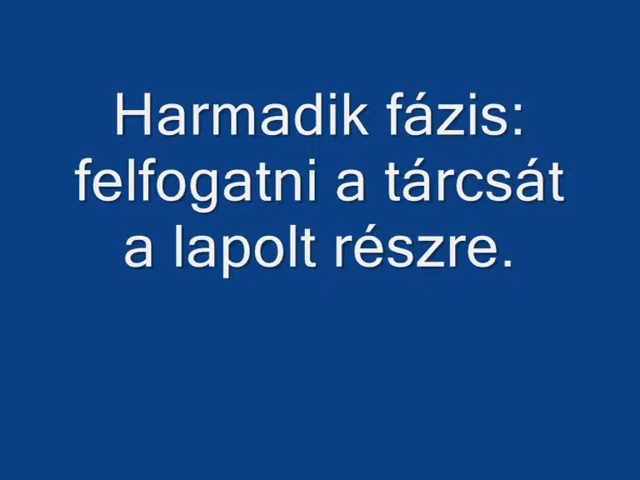 Harmadik fázis:
felfogatni a tárcsát
a lapolt részre.